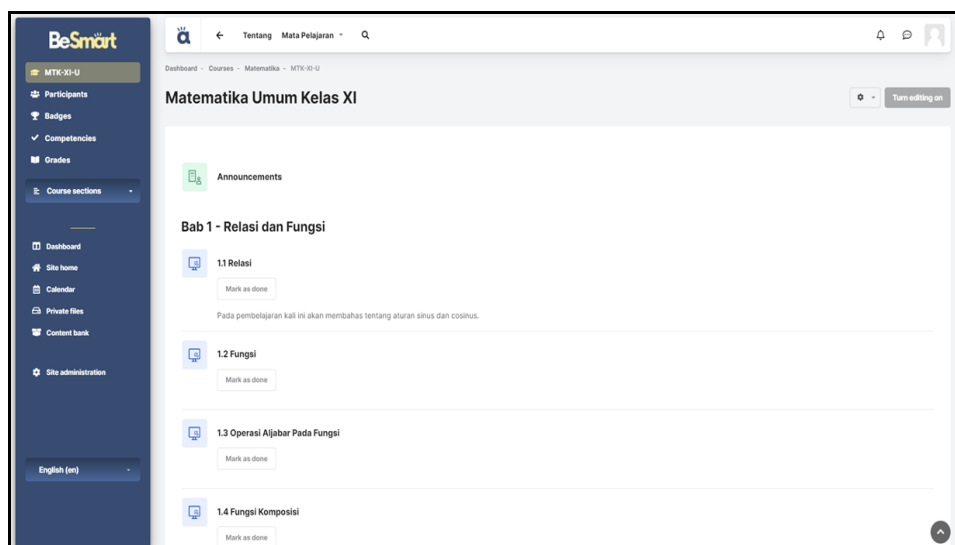 BeSmart
MTK-XI-U
Participants
Badges
Competencies
Grades
Course sections
Dashboard
Site home
Calendar
Private files
Content bank
Site administration
English (en)
ä
Tentang Mata Pelajaran
Dashboard - Courses - Matematika - MTK-XI-U
Matematika Umum Kelas XI
Turn editing on
Announcements
Bab 1 - Relasi dan Fungsi
1.1 Relasi
Mark as done
Pada pembelajaran kali ini akan membahas tentang aturan sinus dan cosinus.
1.2 Fungsi
Mark as done
1.3 Operasi Aljabar Pada Fungsi
Mark as done
1.4 Fungsi Komposisi
Mark as done